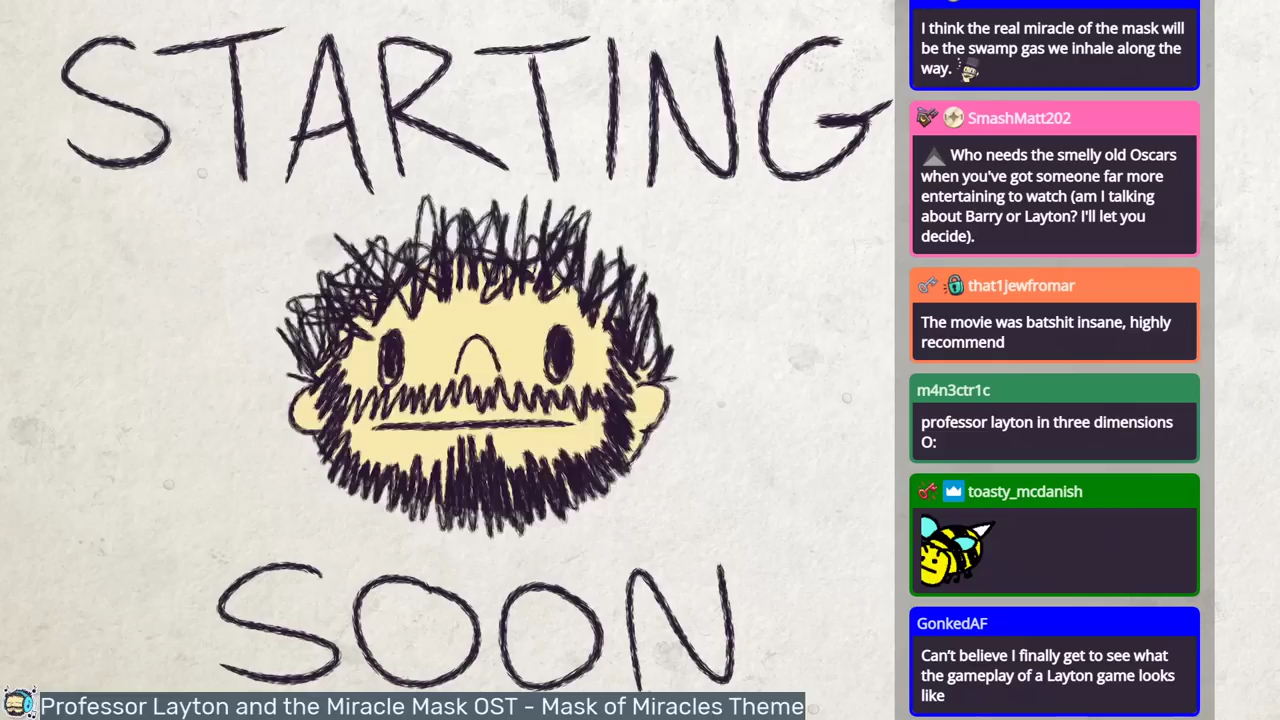 STARTING
SOON
Professor Layton and the Miracle Mask OST - Mask of Miracles Theme
I think the real miracle of the mask will
be the swamp gas we inhale along the
way.
SmashMatt202
Who needs the smelly old Oscars
when you've got someone far more
entertaining to watch (am I talking
about Barry or Layton? I'll let you
decide).
that1jewfromar
The movie was batshit insane, highly
recommend
m4n3ctr1c
professor layton in three dimensions
O:
toasty_mcdanish
GonkedAF
Can’t believe I finally get to see what
the gameplay of a Layton game looks
like